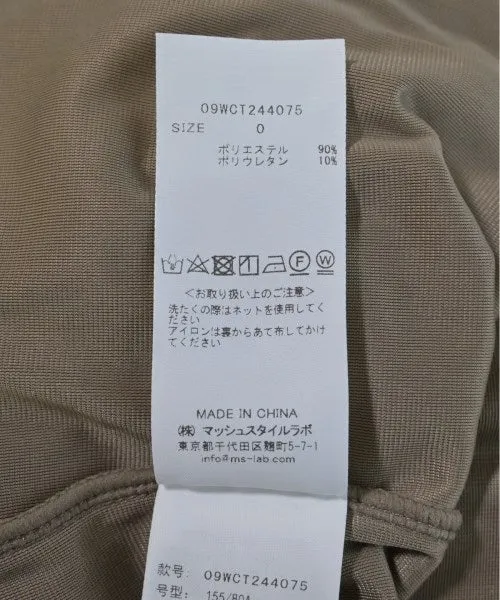 09WCT244075
SIZE 0
ポリエステル 90%
ポリウレタン 10%
F W
<お取り扱い上のご注意>
洗たくの際はネットを使用してくだ
ださい
アイロンは裏からあて布してかけ
てください
MADE IN CHINA
(株) マッシュスタイルラボ
東京都千代田区麹町5-7-1
info@ms-lab.com
款号: 09WCT244075
号型: 155/80A